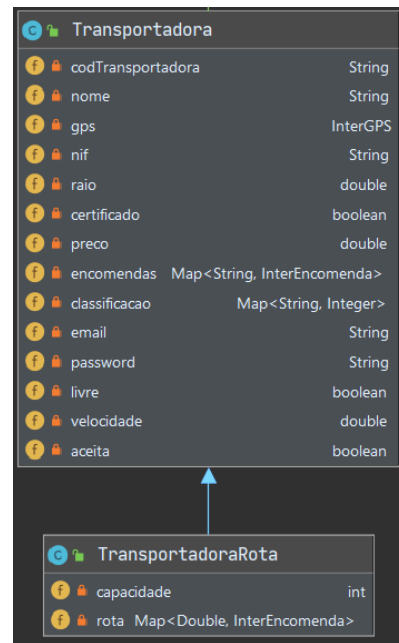 C Transportadora
f codTransportadora String
f nome String
f gps InterGPS
f nif String
f raio double
f certificado boolean
f preco double
f encomendas Map<String, InterEncomenda>
f classificacao Map<String, Integer>
f email String
f password String
f livre boolean
f velocidade double
f aceita boolean
C TransportadoraRota
f capacidade int
f rota Map<Double, InterEncomenda>